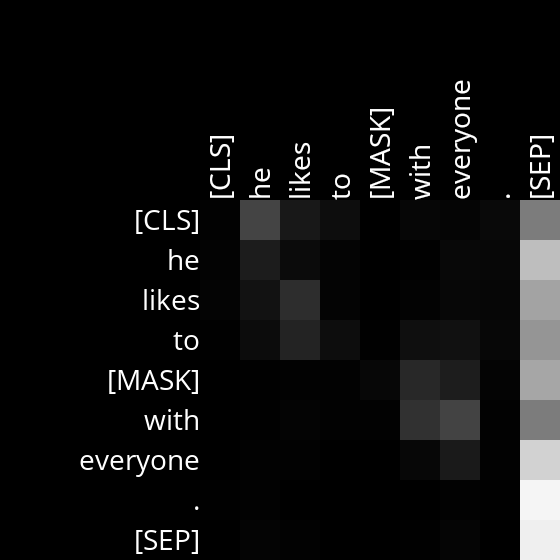 [CLS]
he
likes
to
[MASK]
with
everyone
.
[SEP]
[CLS]
he
likes
to
[MASK]
with
everyone
.
[SEP]